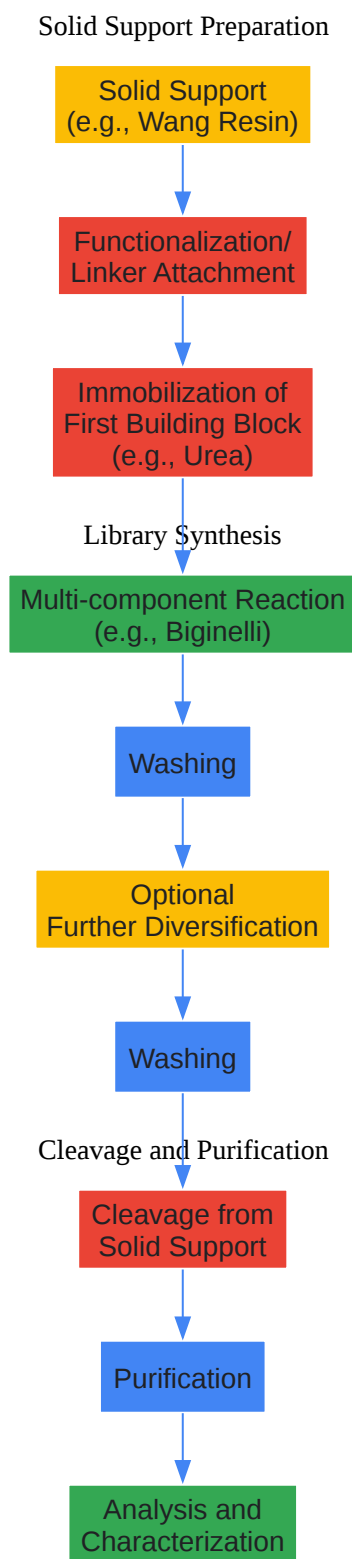 Solid Support Preparation
Solid Support
(e.g., Wang Resin)
Functionalization/
Linker Attachment
Immobilization of
First Building Block
(e.g., Urea)
Library Synthesis
Multi-component Reaction
(e.g., Biginelli)
Washing
Optional
Further Diversification
Washing
Cleavage and Purification
Cleavage from
Solid Support
Purification
Analysis and
Characterization